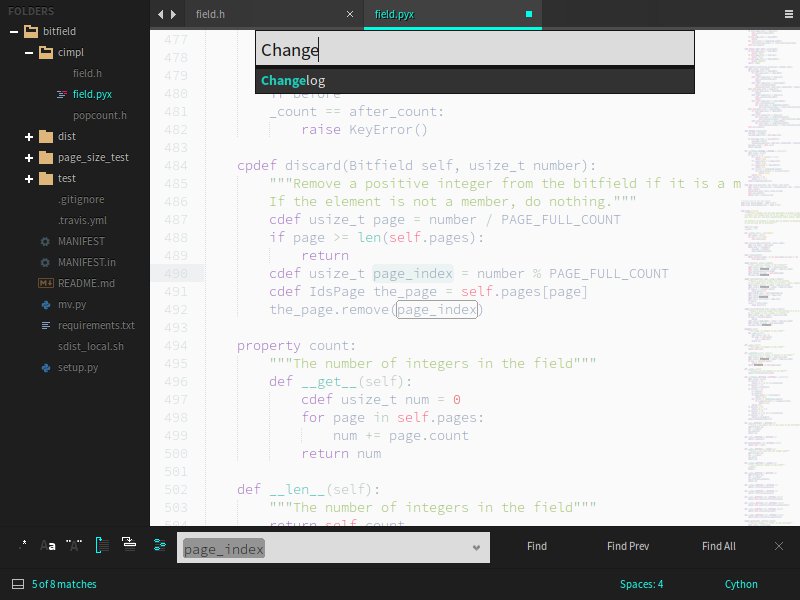 FOLDERS
bitfield
cimpl
field.h
field.pyx
popcount.h
dist
page_size_test
test
.gitignore
.travis.yml
MANIFEST
MANIFEST.in
README.md
mv.py
requirements.txt
sdist_local.sh
setup.py
field.h
field.pyx
Change
Changelog
477
478
479
480
481 _count == after_count:
482 raise KeyError()
483
484 cpdef discard(Bitfield self, usize_t number):
485 """Remove a positive integer from the bitfield if it is a m
486 If the element is not a member, do nothing."""
487 cdef usize_t page = number / PAGE_FULL_COUNT
488 if page >= len(self.pages):
489 return
490 cdef usize_t page_index = number % PAGE_FULL_COUNT
491 cdef IdsPage the_page = self.pages[page]
492 the_page.remove(page_index)
493
494 property count:
495 """The number of integers in the field"""
496 def __get__(self):
497 cdef usize_t num = 0
498 for page in self.pages:
499 num += page.count
500 return num
501
502 def __len__(self):
503 """The number of integers in the field"""
504 return self.count
.* Aa "A"
page_index
Find Find Prev Find All
5 of 8 matches Spaces: 4 Cython